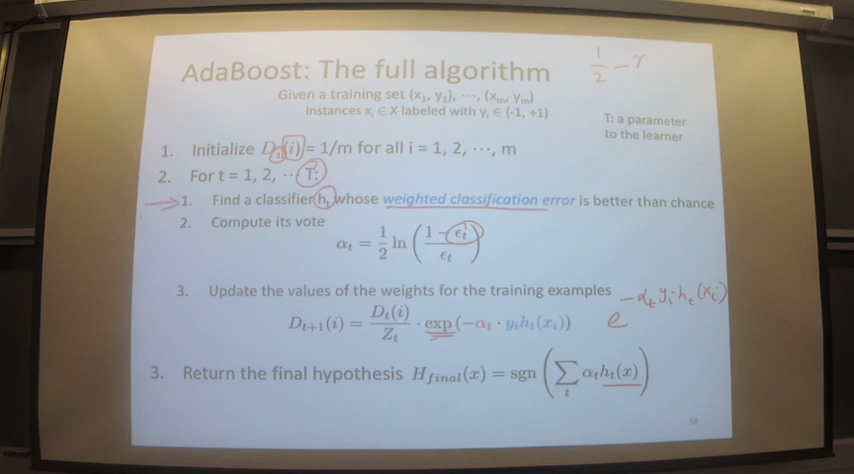 AdaBoost: The full algorithm
1/2 - γ
Given a training set (x₁, y₁), ⋯, (xₘ, yₘ)
Instances xᵢ ∈ X labeled with yᵢ ∈ {-1, +1}
T: a parameter
to the learner
1. Initialize D₁(i) = 1/m for all i = 1, 2, ⋯, m
2. For t = 1, 2, ⋯ T:
1. Find a classifier hₜ whose weighted classification error is better than chance
2. Compute its vote
αₜ = 1/2 ln((1 - ϵₜ)/ϵₜ)
3. Update the values of the weights for the training examples
Dₜ₊₁(i) = Dₜ(i)/Zₜ · exp(-αₜ · yᵢhₜ(xᵢ))
e^(-αₜ yᵢ hₜ(xᵢ))
3. Return the final hypothesis H_final(x) = sgn(∑ₜ αₜhₜ(x))